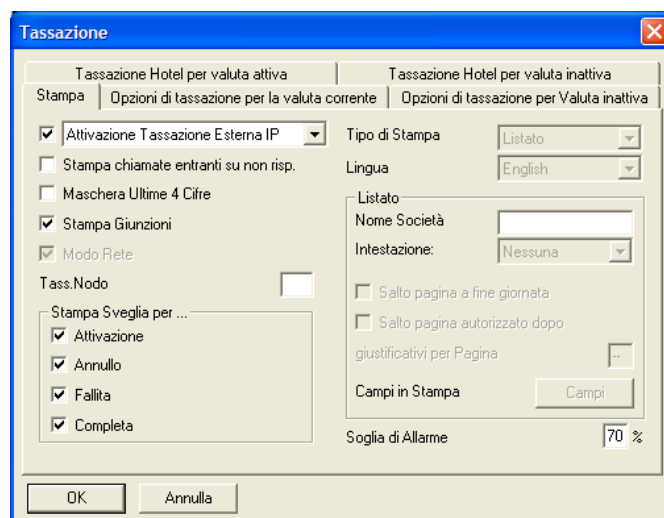 Tassazione
Tassazione Hotel per valuta attiva
Tassazione Hotel per valuta inattiva
Stampa
Opzioni di tassazione per la valuta corrente
Opzioni di tassazione per Valuta inattiva
Attivazione Tassazione Esterna IP
Stampa chiamate entranti su non risp.
Maschera Ultime 4 Cifre
Stampa Giunzioni
Modo Rete
Tass.Nodo
Stampa Sveglia per ...
Attivazione
Annullo
Fallita
Completa
Tipo di Stampa
Listato
Lingua
English
Listato
Nome Società
Intestazione:
Nessuna
Salto pagina a fine giornata
Salto pagina autorizzato dopo
giustificativi per Pagina
--
Campi in Stampa
Campi
Soglia di Allarme
70 %
OK
Annulla